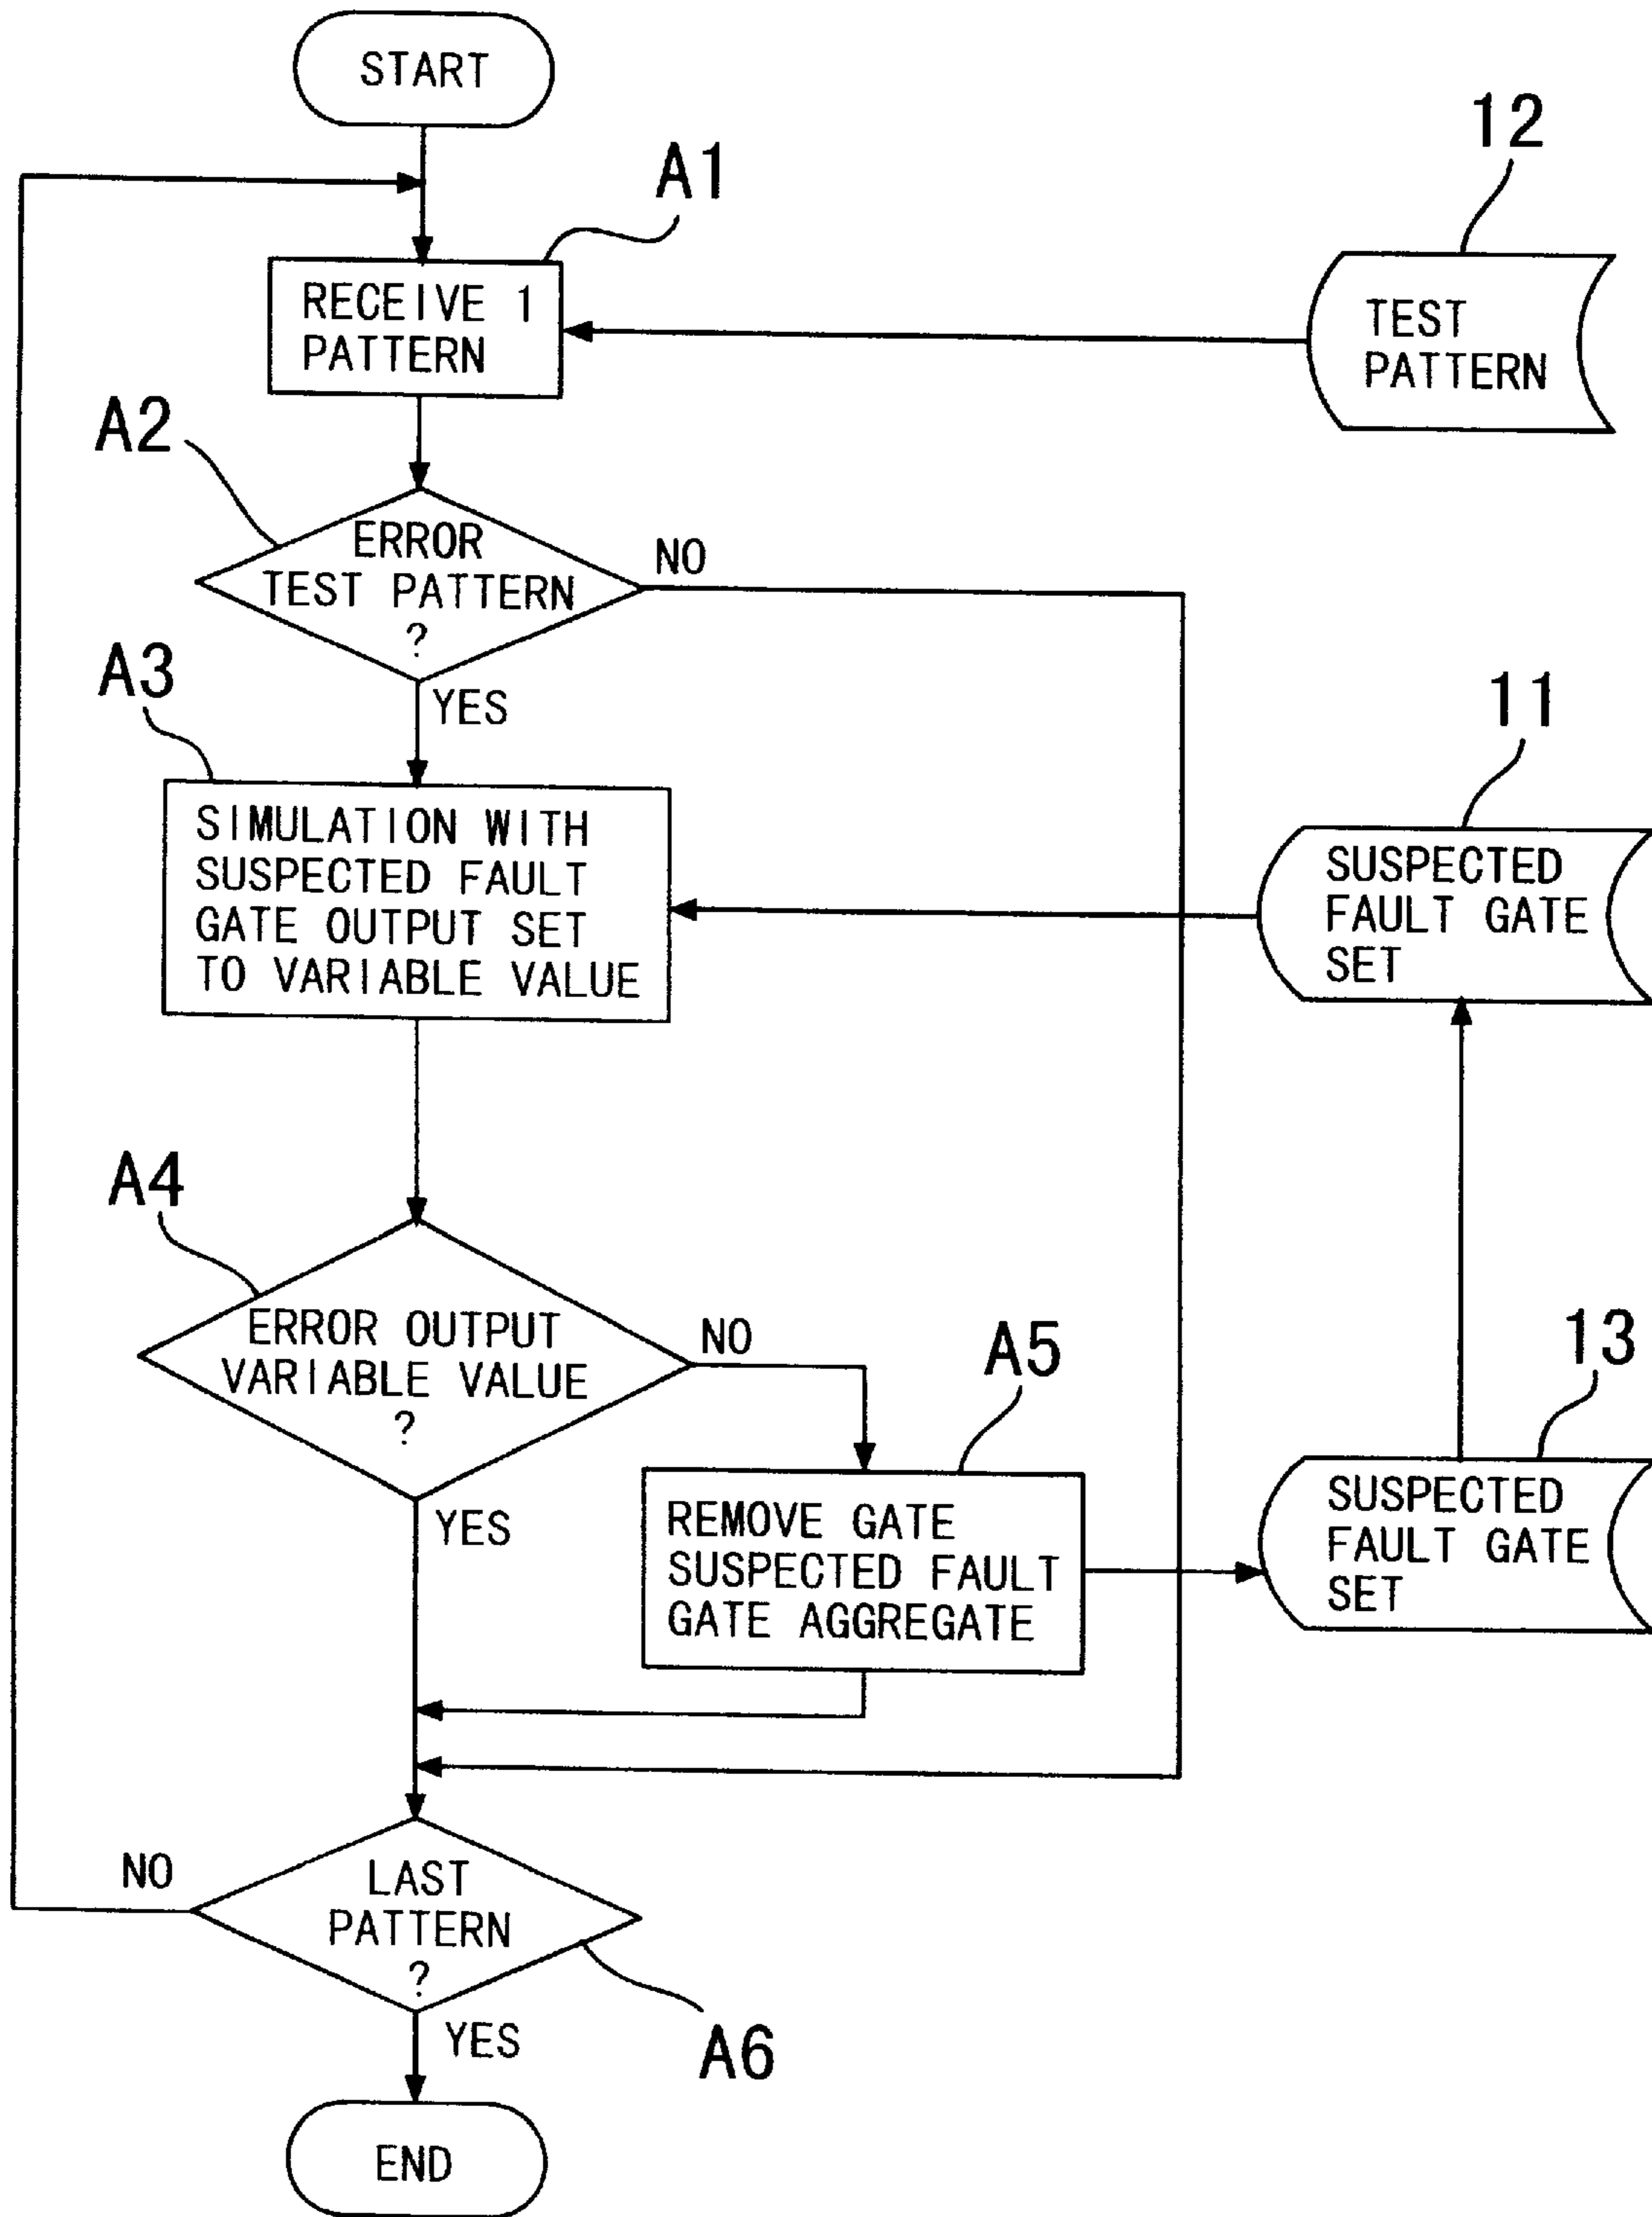 START
A1
12
RECEIVE 1
PATTERN
TEST
PATTERN
A2
ERROR
TEST PATTERN
?
NO
YES
A3
11
SIMULATION WITH
SUSPECTED FAULT
GATE OUTPUT SET
TO VARIABLE VALUE
SUSPECTED
FAULT GATE
SET
A4
ERROR OUTPUT
VARIABLE VALUE
?
NO
YES
A5
13
REMOVE GATE
SUSPECTED FAULT
GATE AGGREGATE
SUSPECTED
FAULT GATE
SET
NO
LAST
PATTERN
?
YES
A6
END